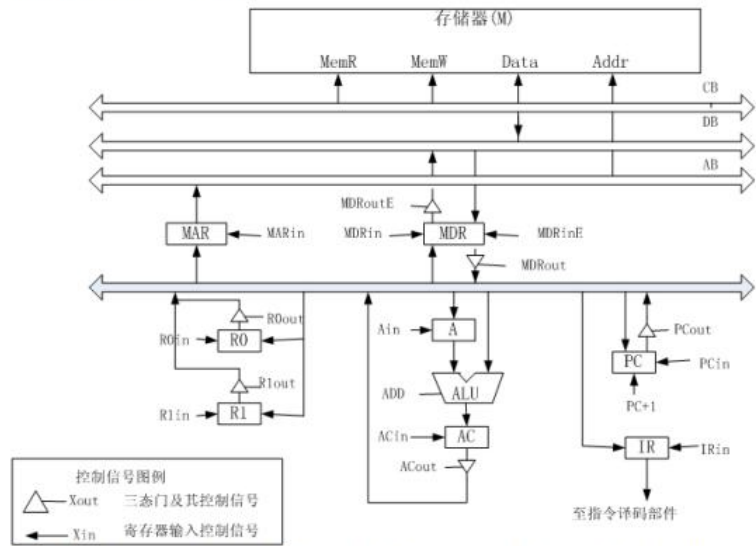 存储器(M)
MemR MemW Data Addr
CB
DB
AB
MDRoutE
MAR MARin MDRin MDR MDRinE
MDRout
R0out
R0in R0
Ain A
PCout
PC PCin
R1out
ADD ALU
PC+1
R1in R1
ACin AC
IR IRin
ACout
控制信号图例
Xout 三态门及其控制信号
Xin 寄存器输入控制信号
至指令译码部件